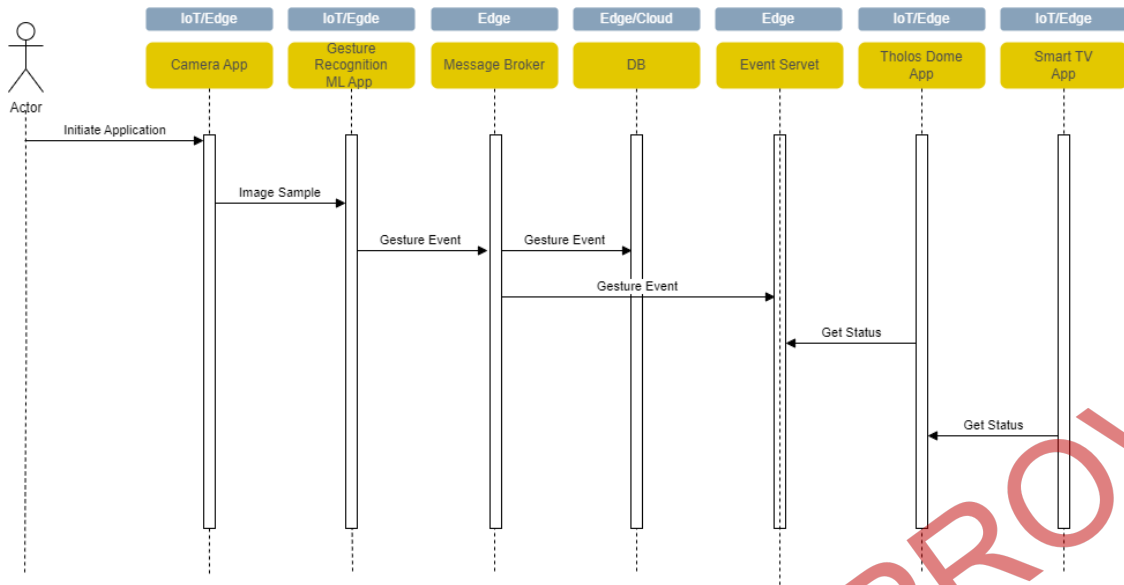 IoT/Edge
IoT/Egde
Edge
Edge/Cloud
Edge
IoT/Edge
IoT/Edge
Camera App
Gesture
Recognition
ML App
Message Broker
DB
Event Servet
Tholos Dome
App
Smart TV
App
Actor
Initiate Application
Image Sample
Gesture Event
Gesture Event
Gesture Event
Get Status
Get Status